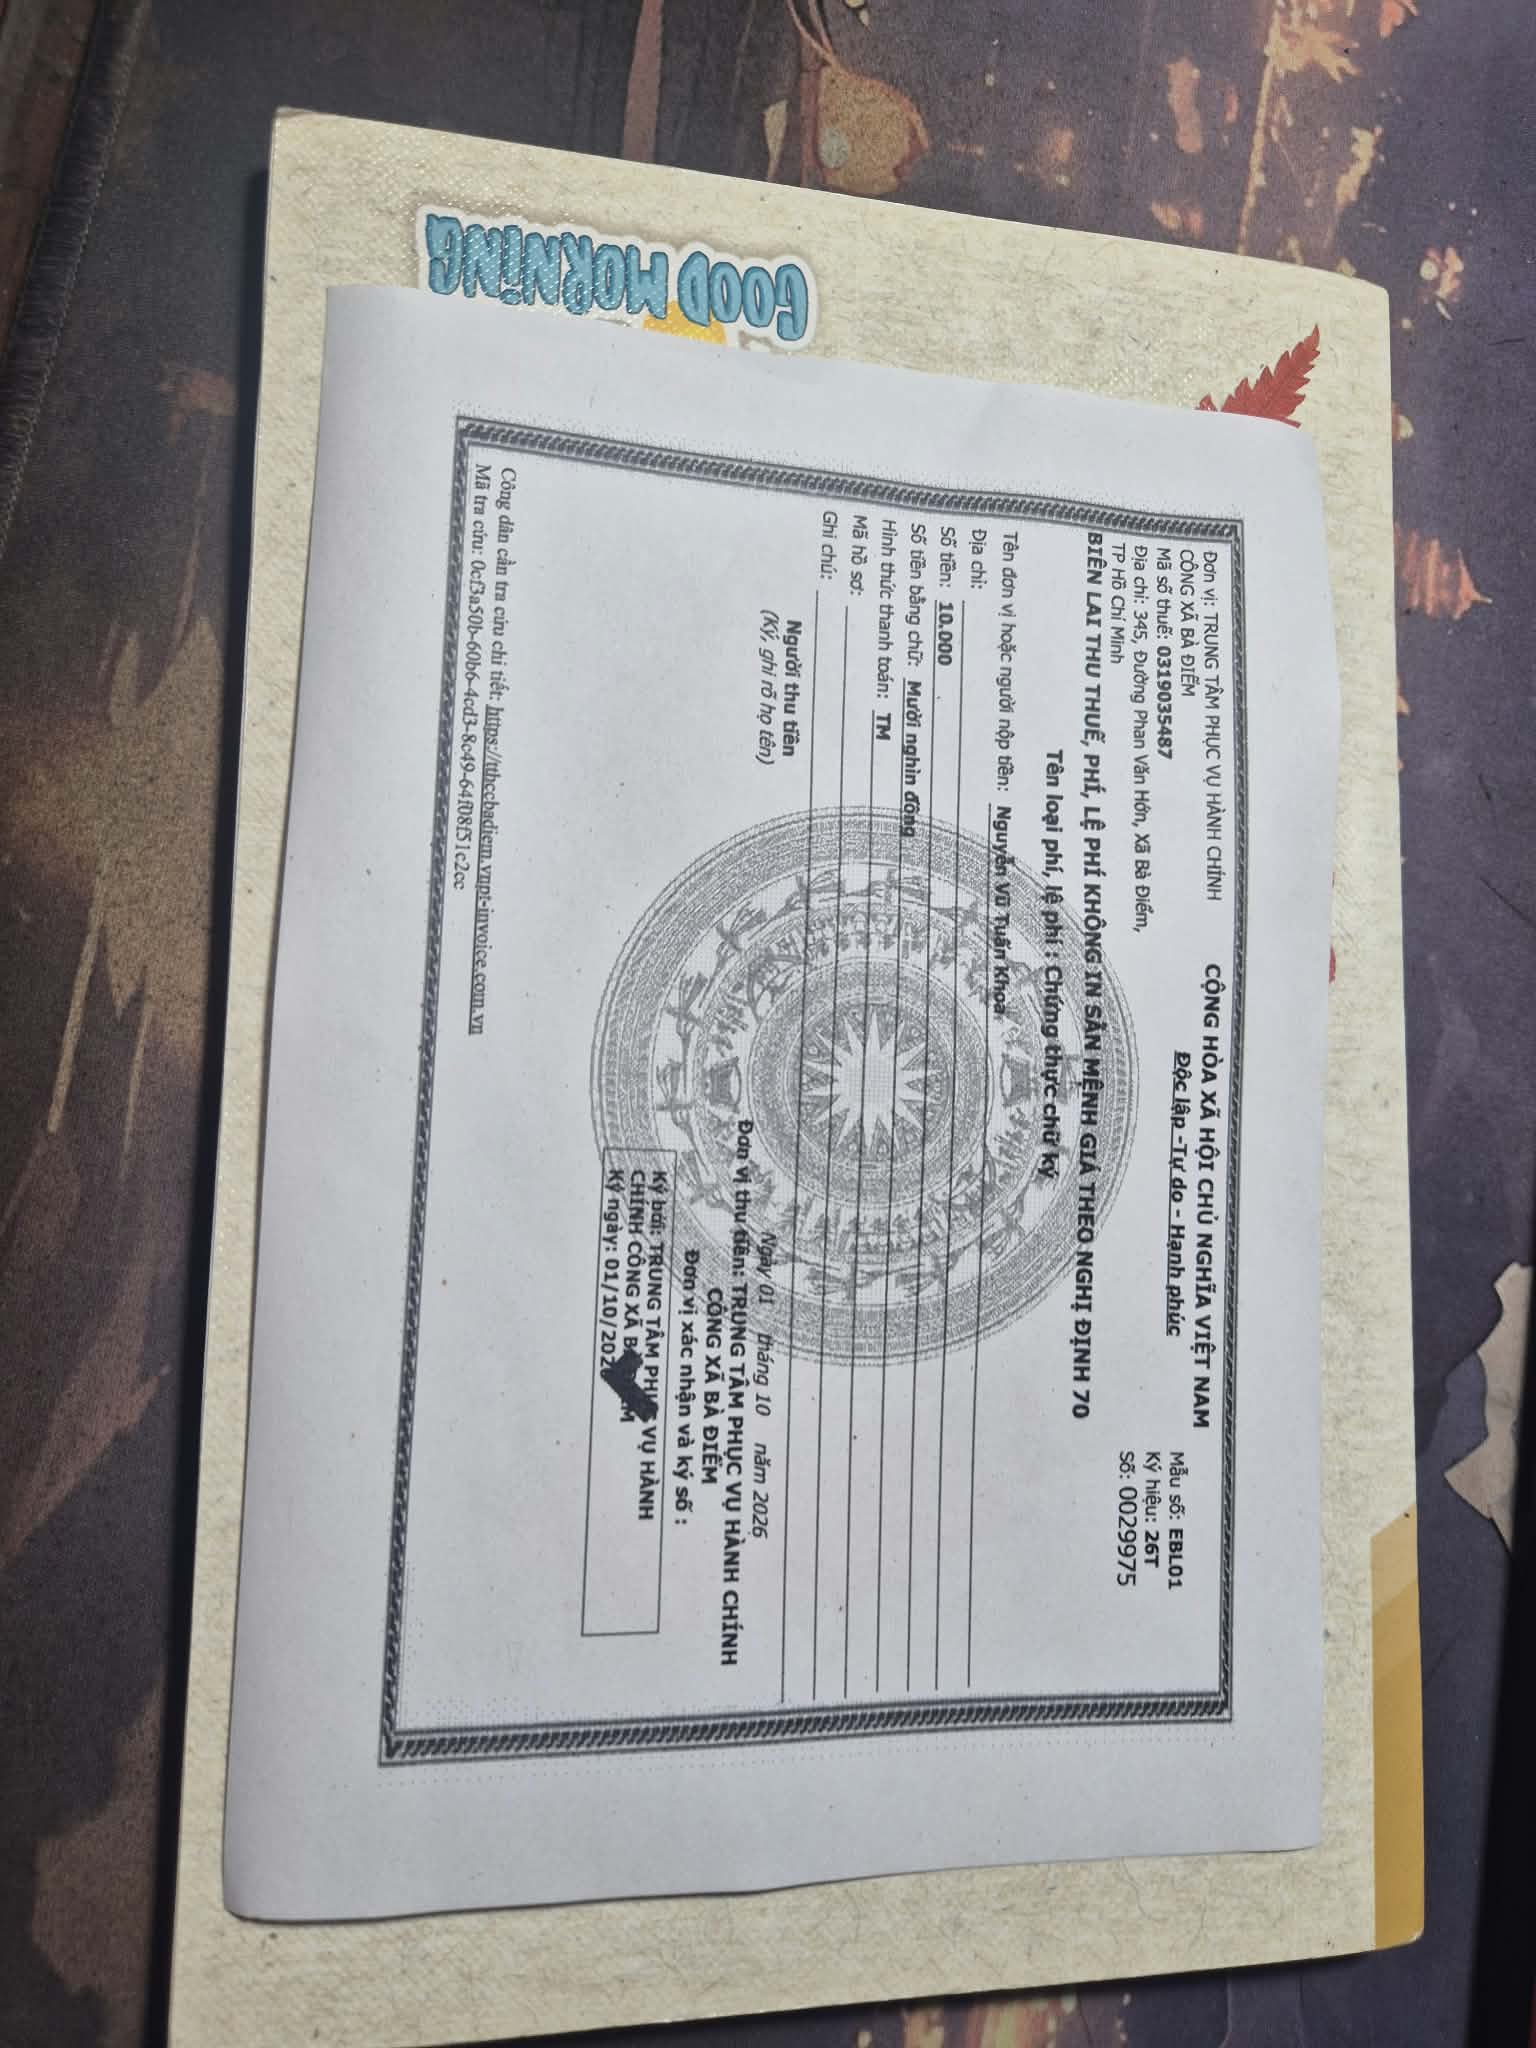 GOOD MORNING
Đơn vị: TRUNG TÂM PHỤC VỤ HÀNH CHÍNH
CÔNG XÃ BÀ ĐIỂM
Mã số thuế: 0319035487
Địa chỉ: 345, Đường Phan Văn Hớn, Xã Bà Điểm,
TP Hồ Chí Minh
CỘNG HÒA XÃ HỘI CHỦ NGHĨA VIỆT NAM
Độc lập -Tự do - Hạnh phúc
Mẫu số: EBL01
Ký hiệu: 26T
Số: 0029975
BIÊN LAI THU THUẾ, PHÍ, LỆ PHÍ KHÔNG IN SẴN MỆNH GIÁ THEO NGHỊ ĐỊNH 70
Tên loại phí, lệ phí : Chứng thực chữ ký
Tên đơn vị hoặc người nộp tiền: Nguyễn Vũ Tuấn Khoa
Địa chỉ:
Số tiền: 10.000
Số tiền bằng chữ: Mười nghìn đồng
Hình thức thanh toán: TM
Mã hồ sơ:
Ghi chú:
Ngày 01 tháng 10 năm 2026
Người thu tiền
(Ký, ghi rõ họ tên)
Đơn vị thu tiền: TRUNG TÂM PHỤC VỤ HÀNH CHÍNH
CÔNG XÃ BÀ ĐIỂM
Đơn vị xác nhận và ký số :
Ký bởi: TRUNG TÂM VỤ HÀNH
CHÍNH CÔNG XÃ
Ký ngày: 01/10/
Công dân cần tra cứu chi tiết: https://tthccbadiem.vnpt-invoice.com.vn
Mã tra cứu: 0cf3a50b-60b6-4cd3-8c49-64f08f51c2cc